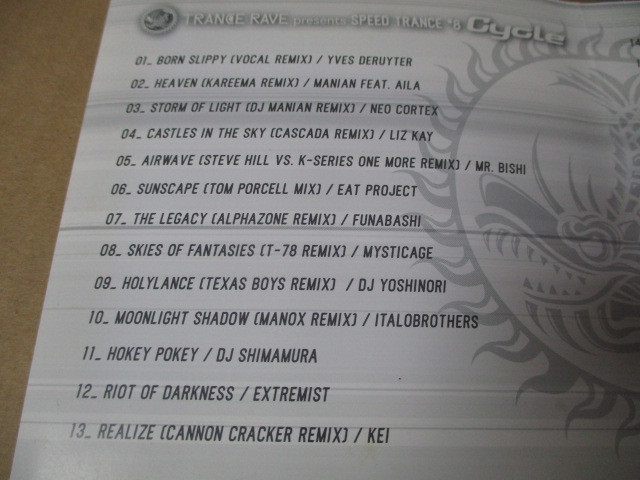 TRANCE RAVE presents SPEED TRANCE *8 Cycle
01_ BORN SLIPPY (VOCAL REMIX) / YVES DERUYTER
02_ HEAVEN (KAREEMA REMIX) / MANIAN FEAT. AILA
03_ STORM OF LIGHT (DJ MANIAN REMIX) / NEO CORTEX
04_ CASTLES IN THE SKY (CASCADA REMIX) / LIZ KAY
05_ AIRWAVE (STEVE HILL VS. K-SERIES ONE MORE REMIX) / MR. BISHI
06_ SUNSCAPE (TOM PORCELL MIX) / EAT PROJECT
07_ THE LEGACY (ALPHAZONE REMIX) / FUNABASHI
08_ SKIES OF FANTASIES (T-78 REMIX) / MYSTICAGE
09_ HOLYLANCE (TEXAS BOYS REMIX) / DJ YOSHINORI
10_ MOONLIGHT SHADOW (MANOX REMIX) / ITALOBROTHERS
11_ HOKEY POKEY / DJ SHIMAMURA
12_ RIOT OF DARKNESS / EXTREMIST
13_ REALIZE (CANNON CRACKER REMIX) / KEI